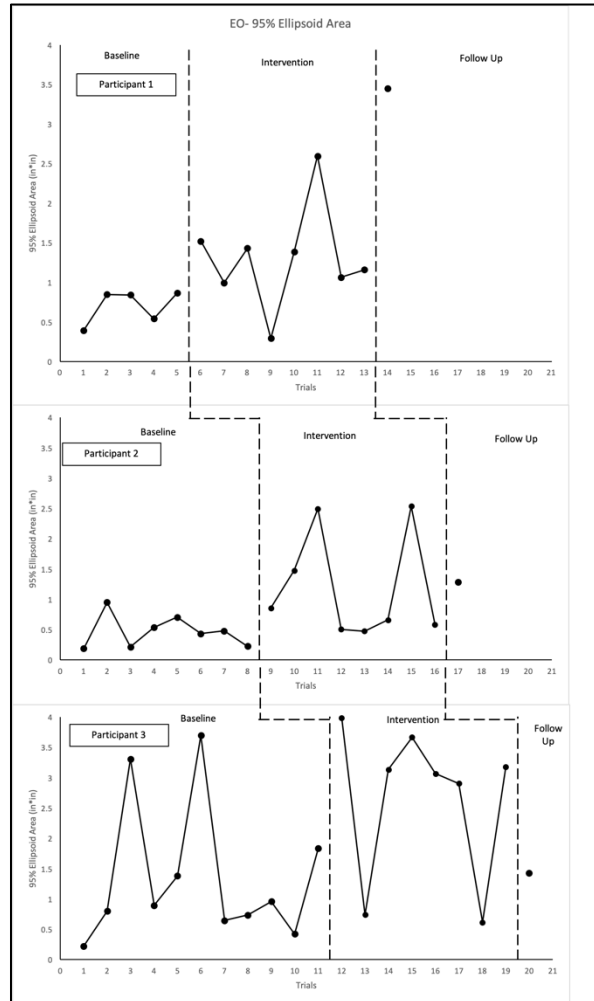 EO- 95% Ellipsoid Area
Baseline
Intervention
Follow Up
Participant 1
95% Ellipsoid Area (in*in)
4
3.5
3
2.5
2
1.5
1
0.5
0
0 1 2 3 4 5 6 7 8 9 10 11 12 13 14 15 16 17 18 19 20 21
Trials
Baseline
Intervention
Follow Up
Participant 2
95% Ellipsoid Area (in*in)
4
3.5
3
2.5
2
1.5
1
0.5
0
0 1 2 3 4 5 6 7 8 9 10 11 12 13 14 15 16 17 18 19 20 21
Trials
Baseline
Intervention
Follow
Up
Participant 3
95% Ellipsoid Area (in*in)
4
3.5
3
2.5
2
1.5
1
0.5
0
0 1 2 3 4 5 6 7 8 9 10 11 12 13 14 15 16 17 18 19 20 21
Trials